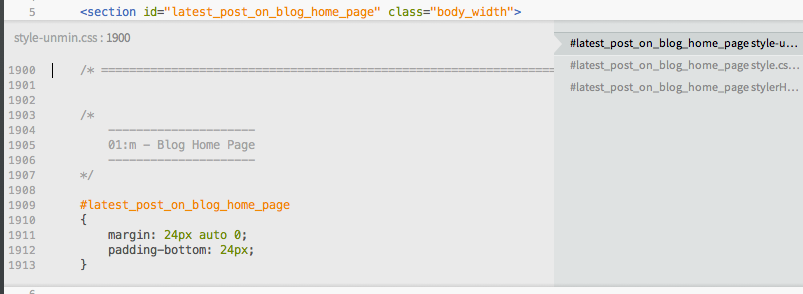 5 <section id="latest_post_on_blog_home_page" class="body_width">
style-unmin.css : 1900
#latest_post_on_blog_home_page style-u...
#latest_post_on_blog_home_page style.cs...
#latest_post_on_blog_home_page stylerH...
1900 /* ================================================================
1901
1902
1903 /*
1904 ---------------------
1905 01:m - Blog Home Page
1906 ---------------------
1907 */
1908
1909 #latest_post_on_blog_home_page
1910 {
1911 margin: 24px auto 0;
1912 padding-bottom: 24px;
1913 }